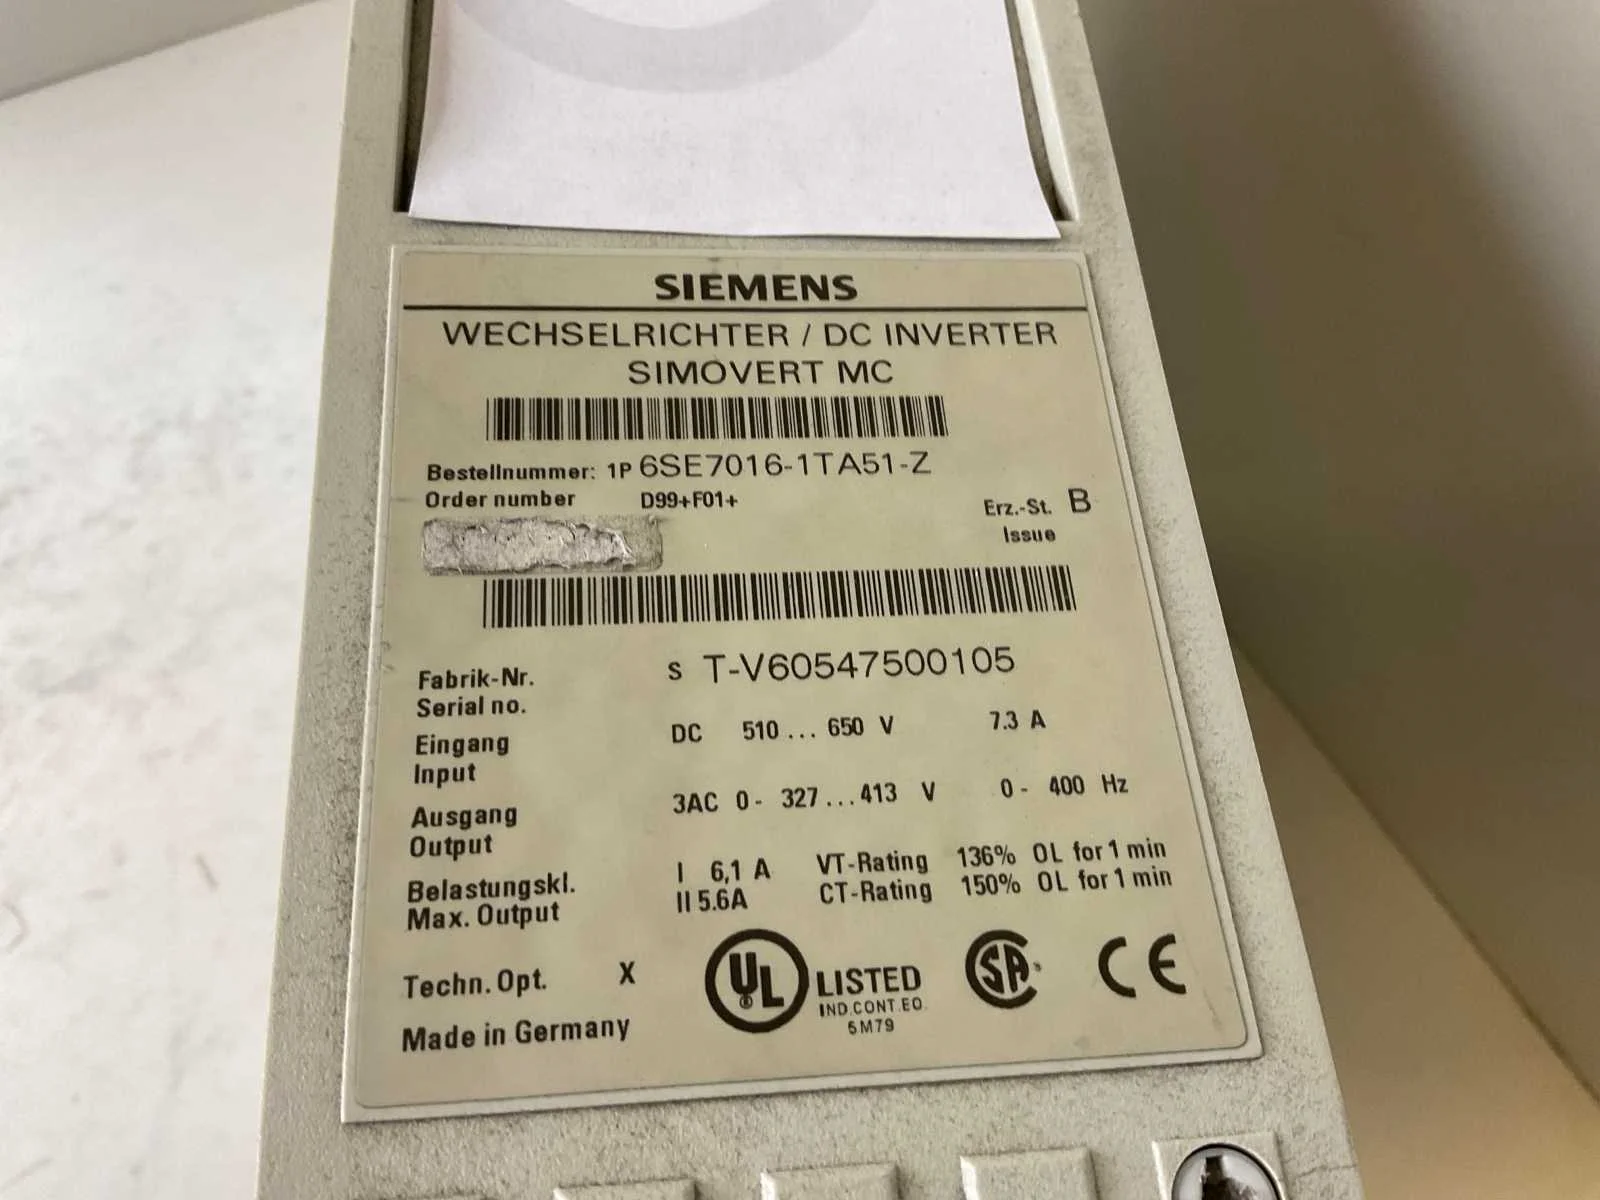 SIEMENS
WECHSELRICHTER / DC INVERTER
SIMOVERT MC
Bestellnummer: 1P 6SE7016-1TA51-Z
Order number D99+F01+
Erz.-St. B
Issue
Fabrik-Nr. S T-V60547500105
Serial no.
Eingang DC 510 ... 650 V 7.3 A
Input
Ausgang 3AC 0- 327 ... 413 V 0- 400 Hz
Output
Belastungskl. I 6,1 A VT-Rating 136% OL for 1 min
Max. Output II 5.6A CT-Rating 150% OL for 1 min
Techn. Opt. X
UL ® LISTED
IND.CONT.EQ.
5M79
SA
CE
Made in Germany